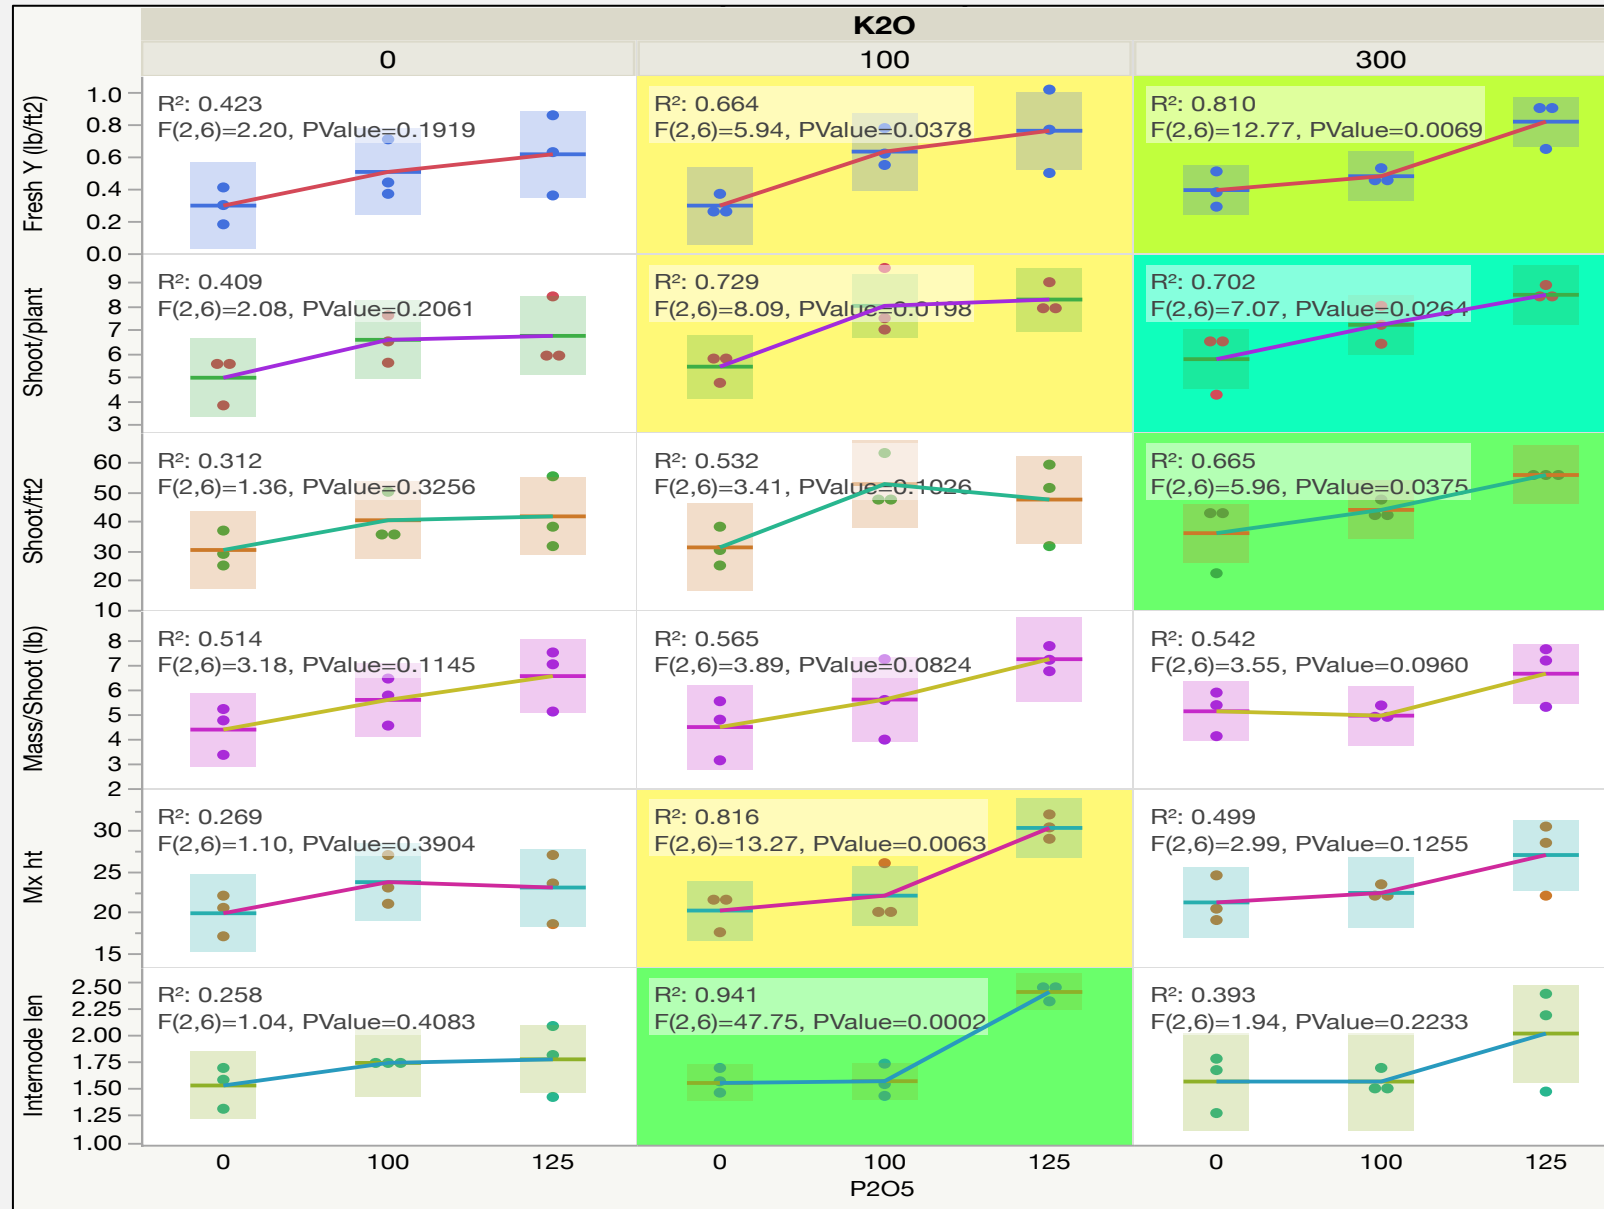 K2O
0 100 300
Fresh Y (lb/ft2)
1.0
0.8
0.6
0.4
0.2
0.0
R²: 0.423
F(2,6)=2.20, PValue=0.1919
R²: 0.664
F(2,6)=5.94, PValue=0.0378
R²: 0.810
F(2,6)=12.77, PValue=0.0069
Shoot/plant
9
8
7
6
5
4
3
R²: 0.409
F(2,6)=2.08, PValue=0.2061
R²: 0.729
F(2,6)=8.09, PValue=0.0198
R²: 0.702
F(2,6)=7.07, PValue=0.0264
Shoot/ft2
60
50
40
30
20
10
R²: 0.312
F(2,6)=1.36, PValue=0.3256
R²: 0.532
F(2,6)=3.41, PValue=0.1026
R²: 0.665
F(2,6)=5.96, PValue=0.0375
Mass/Shoot (lb)
8
7
6
5
4
3
2
R²: 0.514
F(2,6)=3.18, PValue=0.1145
R²: 0.565
F(2,6)=3.89, PValue=0.0824
R²: 0.542
F(2,6)=3.55, PValue=0.0960
Mx ht
30
25
20
15
R²: 0.269
F(2,6)=1.10, PValue=0.3904
R²: 0.816
F(2,6)=13.27, PValue=0.0063
R²: 0.499
F(2,6)=2.99, PValue=0.1255
Internode len
2.50
2.25
2.00
1.75
1.50
1.25
1.00
R²: 0.258
F(2,6)=1.04, PValue=0.4083
R²: 0.941
F(2,6)=47.75, PValue=0.0002
R²: 0.393
F(2,6)=1.94, PValue=0.2233
0 100 125 0 100 125 0 100 125
P2O5